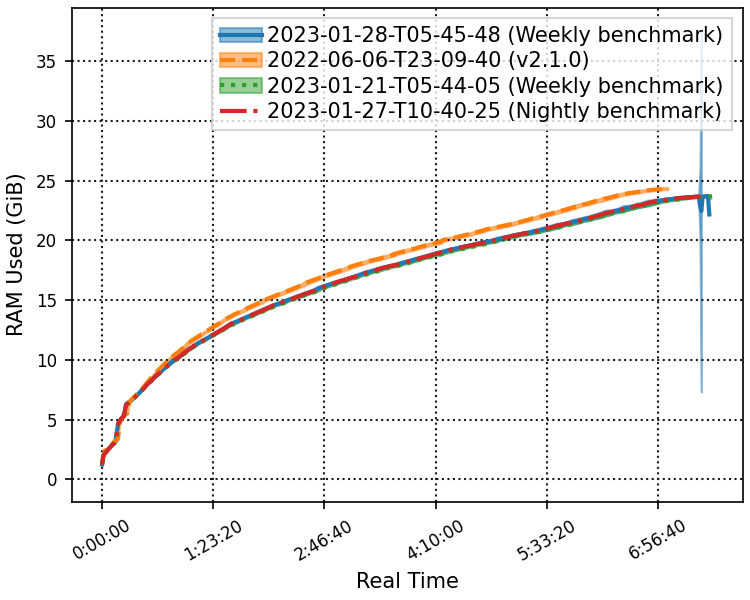 2023-01-28-T05-45-48 (Weekly benchmark)
2022-06-06-T23-09-40 (v2.1.0)
2023-01-21-T05-44-05 (Weekly benchmark)
2023-01-27-T10-40-25 (Nightly benchmark)
RAM Used (GiB)
35
30
25
20
15
10
5
0
0:00:00
1:23:20
2:46:40
4:10:00
5:33:20
6:56:40
Real Time